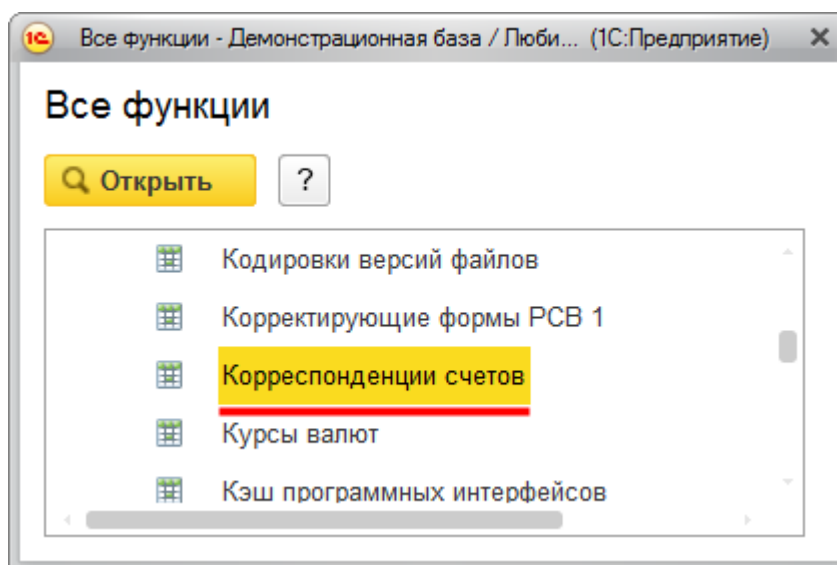 1С Все функции - Демонстрационная база / Люби... (1С:Предприятие)
Все функции
Открыть ?
Кодировки версий файлов
Корректирующие формы РСВ 1
Корреспонденции счетов
Курсы валют
Кэш программных интерфейсов